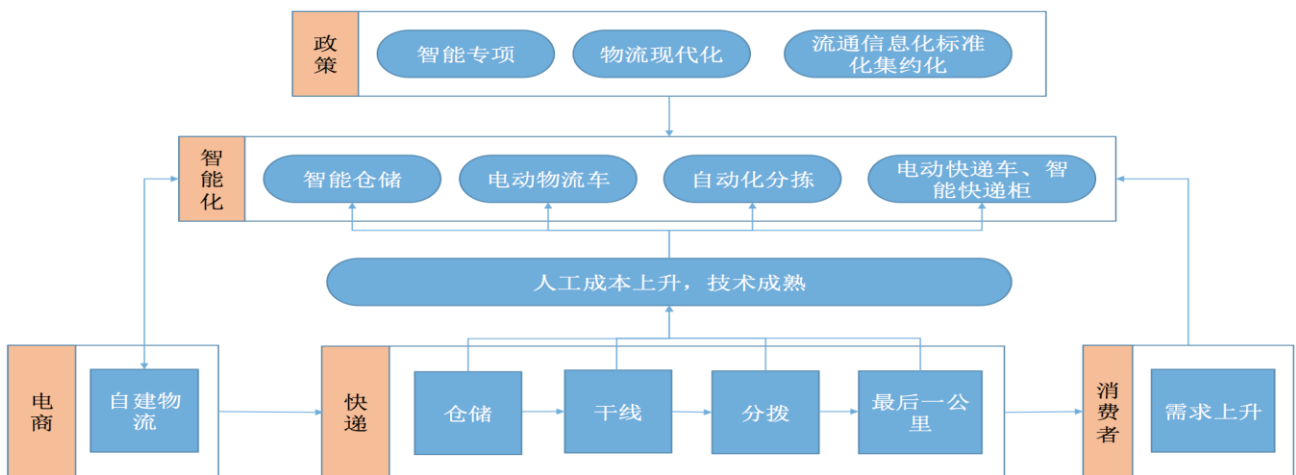 政策
智能专项
物流现代化
流通信息化标准
化集约化
智能化
智能仓储
电动物流车
自动化分拣
电动快递车、智
能快递柜
人工成本上升，技术成熟
电商
自建物
流
快递
仓储
干线
分拨
最后一公
里
消费者
需求上升